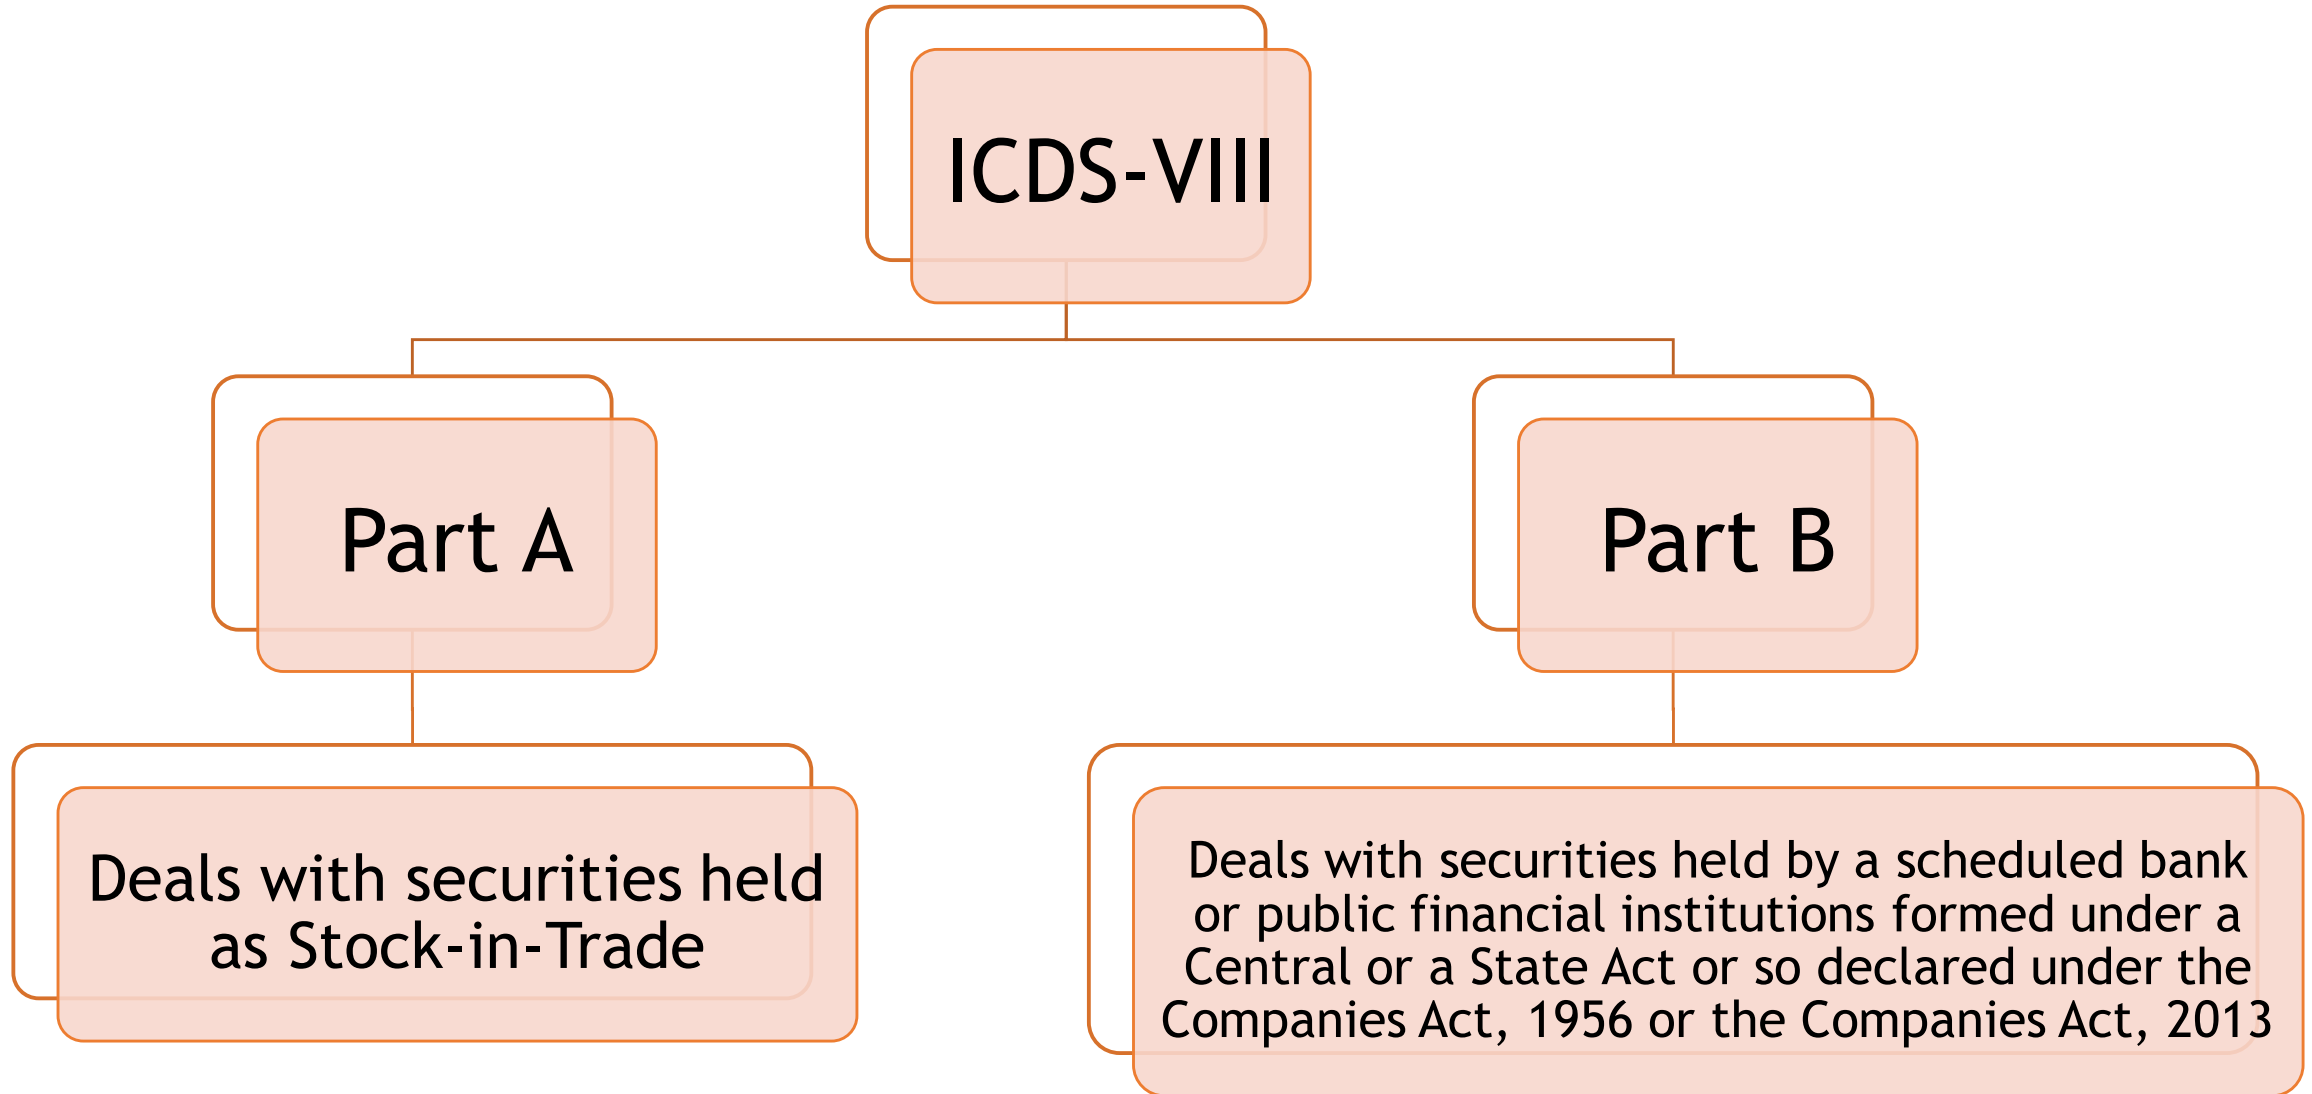 ICDS-VIII
Part A
Part B
Deals with securities held
as Stock-in-Trade
Deals with securities held by a scheduled bank
or public financial institutions formed under a
Central or a State Act or so declared under the
Companies Act, 1956 or the Companies Act, 2013